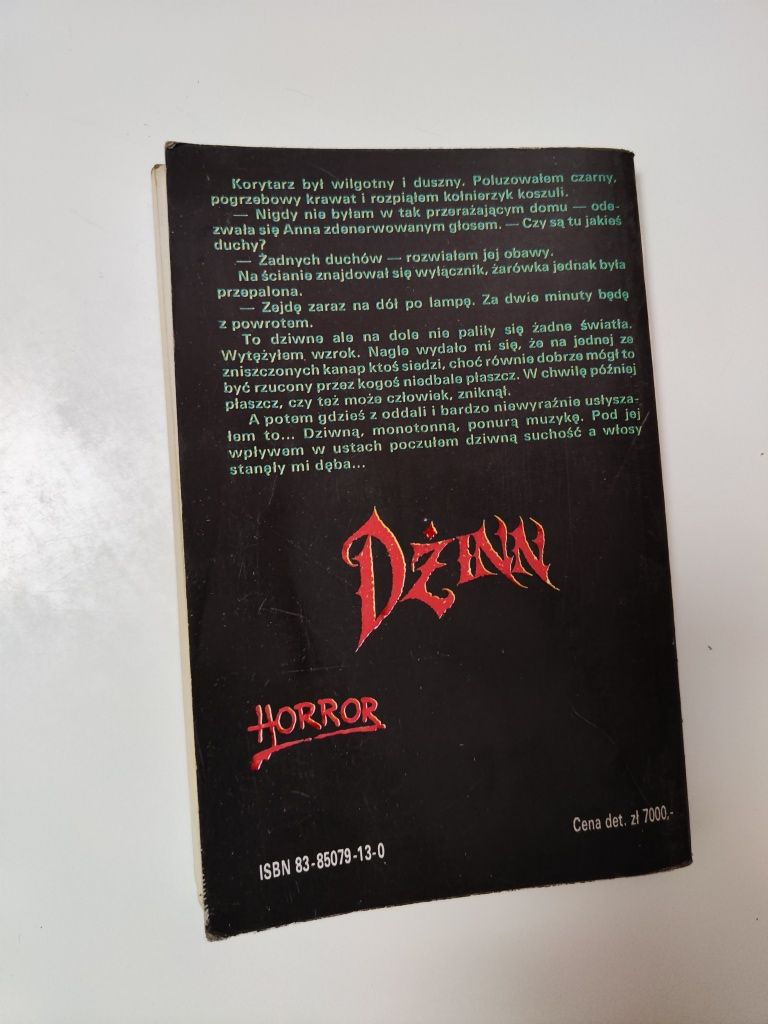 Korytarz był wilgotny i duszny. Poluzowałem czarny,
pogrzebowy krawat i rozpiąłem kołnierzyk koszuli.
— Nigdy nie byłam w tak przerażającym domu — ode-
zwała się Anna zdenerwowanym głosem. — Czy są tu jakieś
duchy?
— Żadnych duchów — rozwiałem jej obawy.
Na ścianie znajdował się wyłącznik, żarówka jednak była
przepalona.
— Zejdę zaraz na dół po lampę. Za dwie minuty będę
z powrotem.
To dziwne ale na dole nie paliły się żadne światła.
Wytężyłem wzrok. Nagle wydało mi się, że na jednej ze
zniszczonych kanap ktoś siedzi, choć równie dobrze mógł to
być rzucony przez kogoś niedbale płaszcz. W chwilę później
płaszcz, czy też może człowiek, zniknął.
A potem gdzieś z oddali i bardzo niewyraźnie usłysza-
łem to... Dziwną, monotonną, ponurą muzykę. Pod jej
wpływem w ustach poczułem dziwną suchość a włosy
stanęły mi dęba...
DŻINN
HORROR
Cena det. zł 7000,-
ISBN 83-85079-13-0